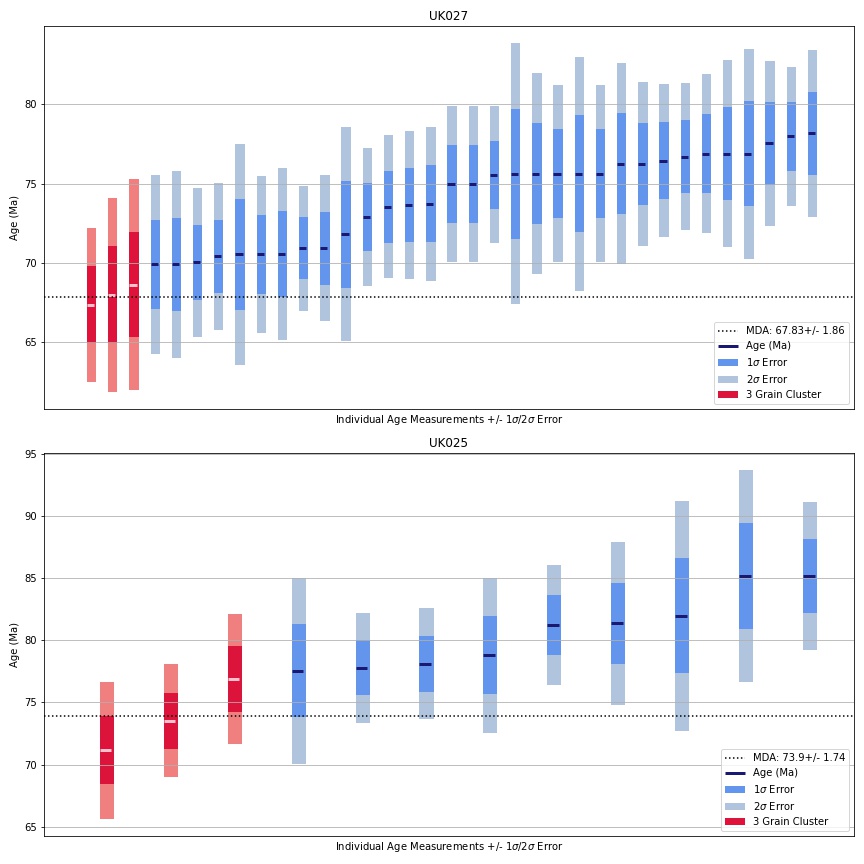 UK027
80
75
70
65
Age (Ma)
MDA: 67.83+/- 1.86
Age (Ma)
1σ Error
2σ Error
3 Grain Cluster
Individual Age Measurements +/- 1σ/2σ Error
UK025
95
90
85
80
75
70
65
Age (Ma)
MDA: 73.9+/- 1.74
Age (Ma)
1σ Error
2σ Error
3 Grain Cluster
Individual Age Measurements +/- 1σ/2σ Error